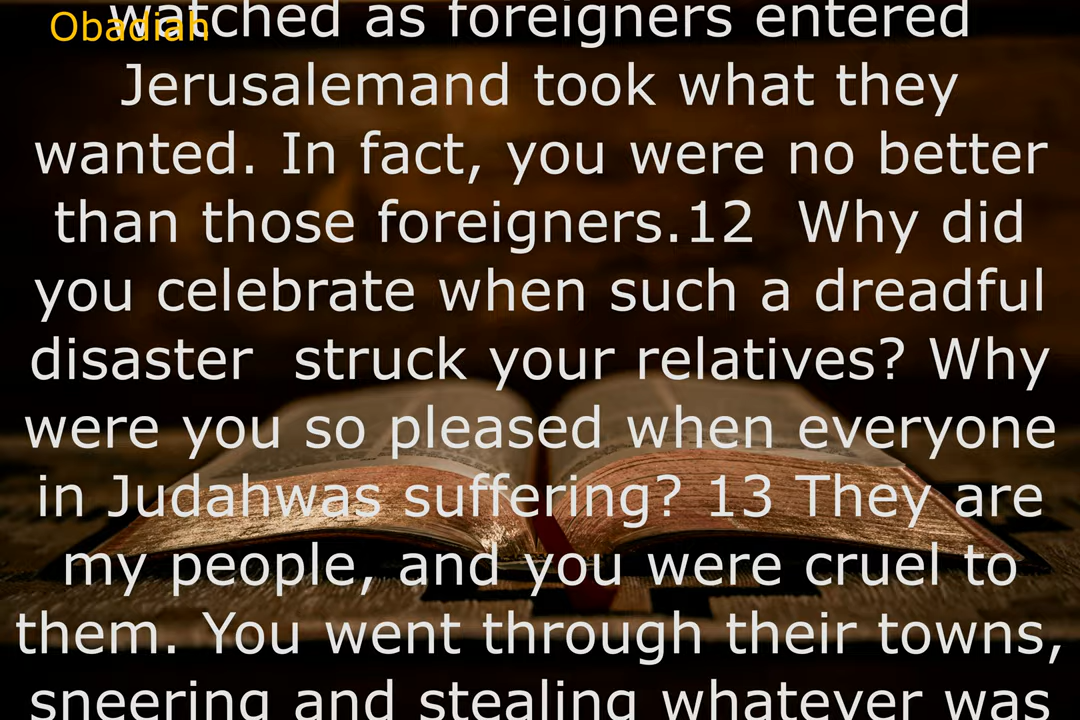 watched as foreigners entered
Obadiah
Jerusalemand took what they
wanted. In fact, you were no better
than those foreigners.12  Why did
you celebrate when such a dreadful
disaster  struck your relatives? Why
were you so pleased when everyone
in Judahwas suffering? 13 They are
my people, and you were cruel to
them. You went through their towns,
sneering and stealing whatever was